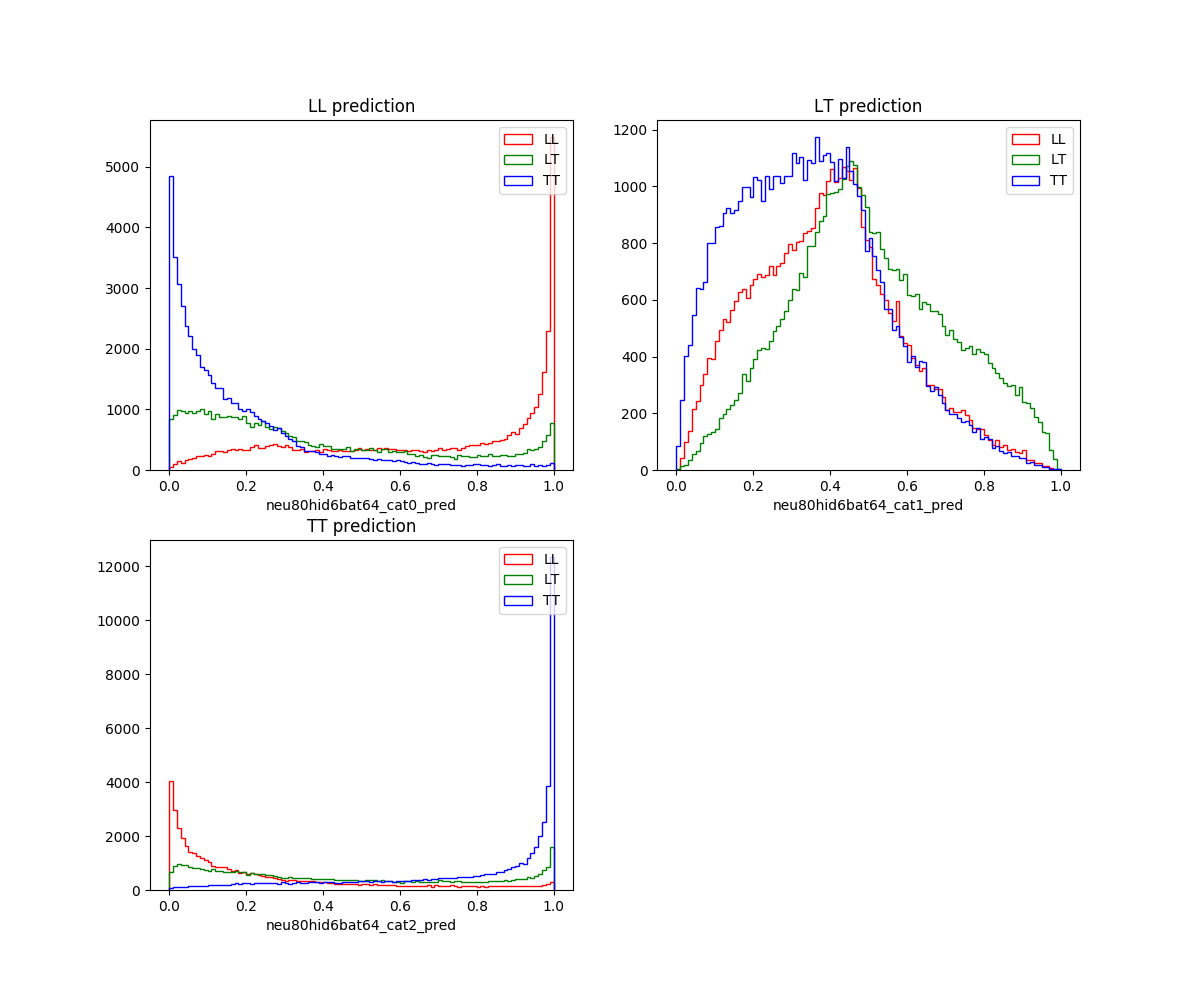 LL prediction
LL
LT
TT
5000
4000
3000
2000
1000
0
0.0 0.2 0.4 0.6 0.8 1.0
neu80hid6bat64_cat0_pred
LT prediction
LL
LT
TT
1200
1000
800
600
400
200
0
0.0 0.2 0.4 0.6 0.8 1.0
neu80hid6bat64_cat1_pred
TT prediction
LL
LT
TT
12000
10000
8000
6000
4000
2000
0
0.0 0.2 0.4 0.6 0.8 1.0
neu80hid6bat64_cat2_pred